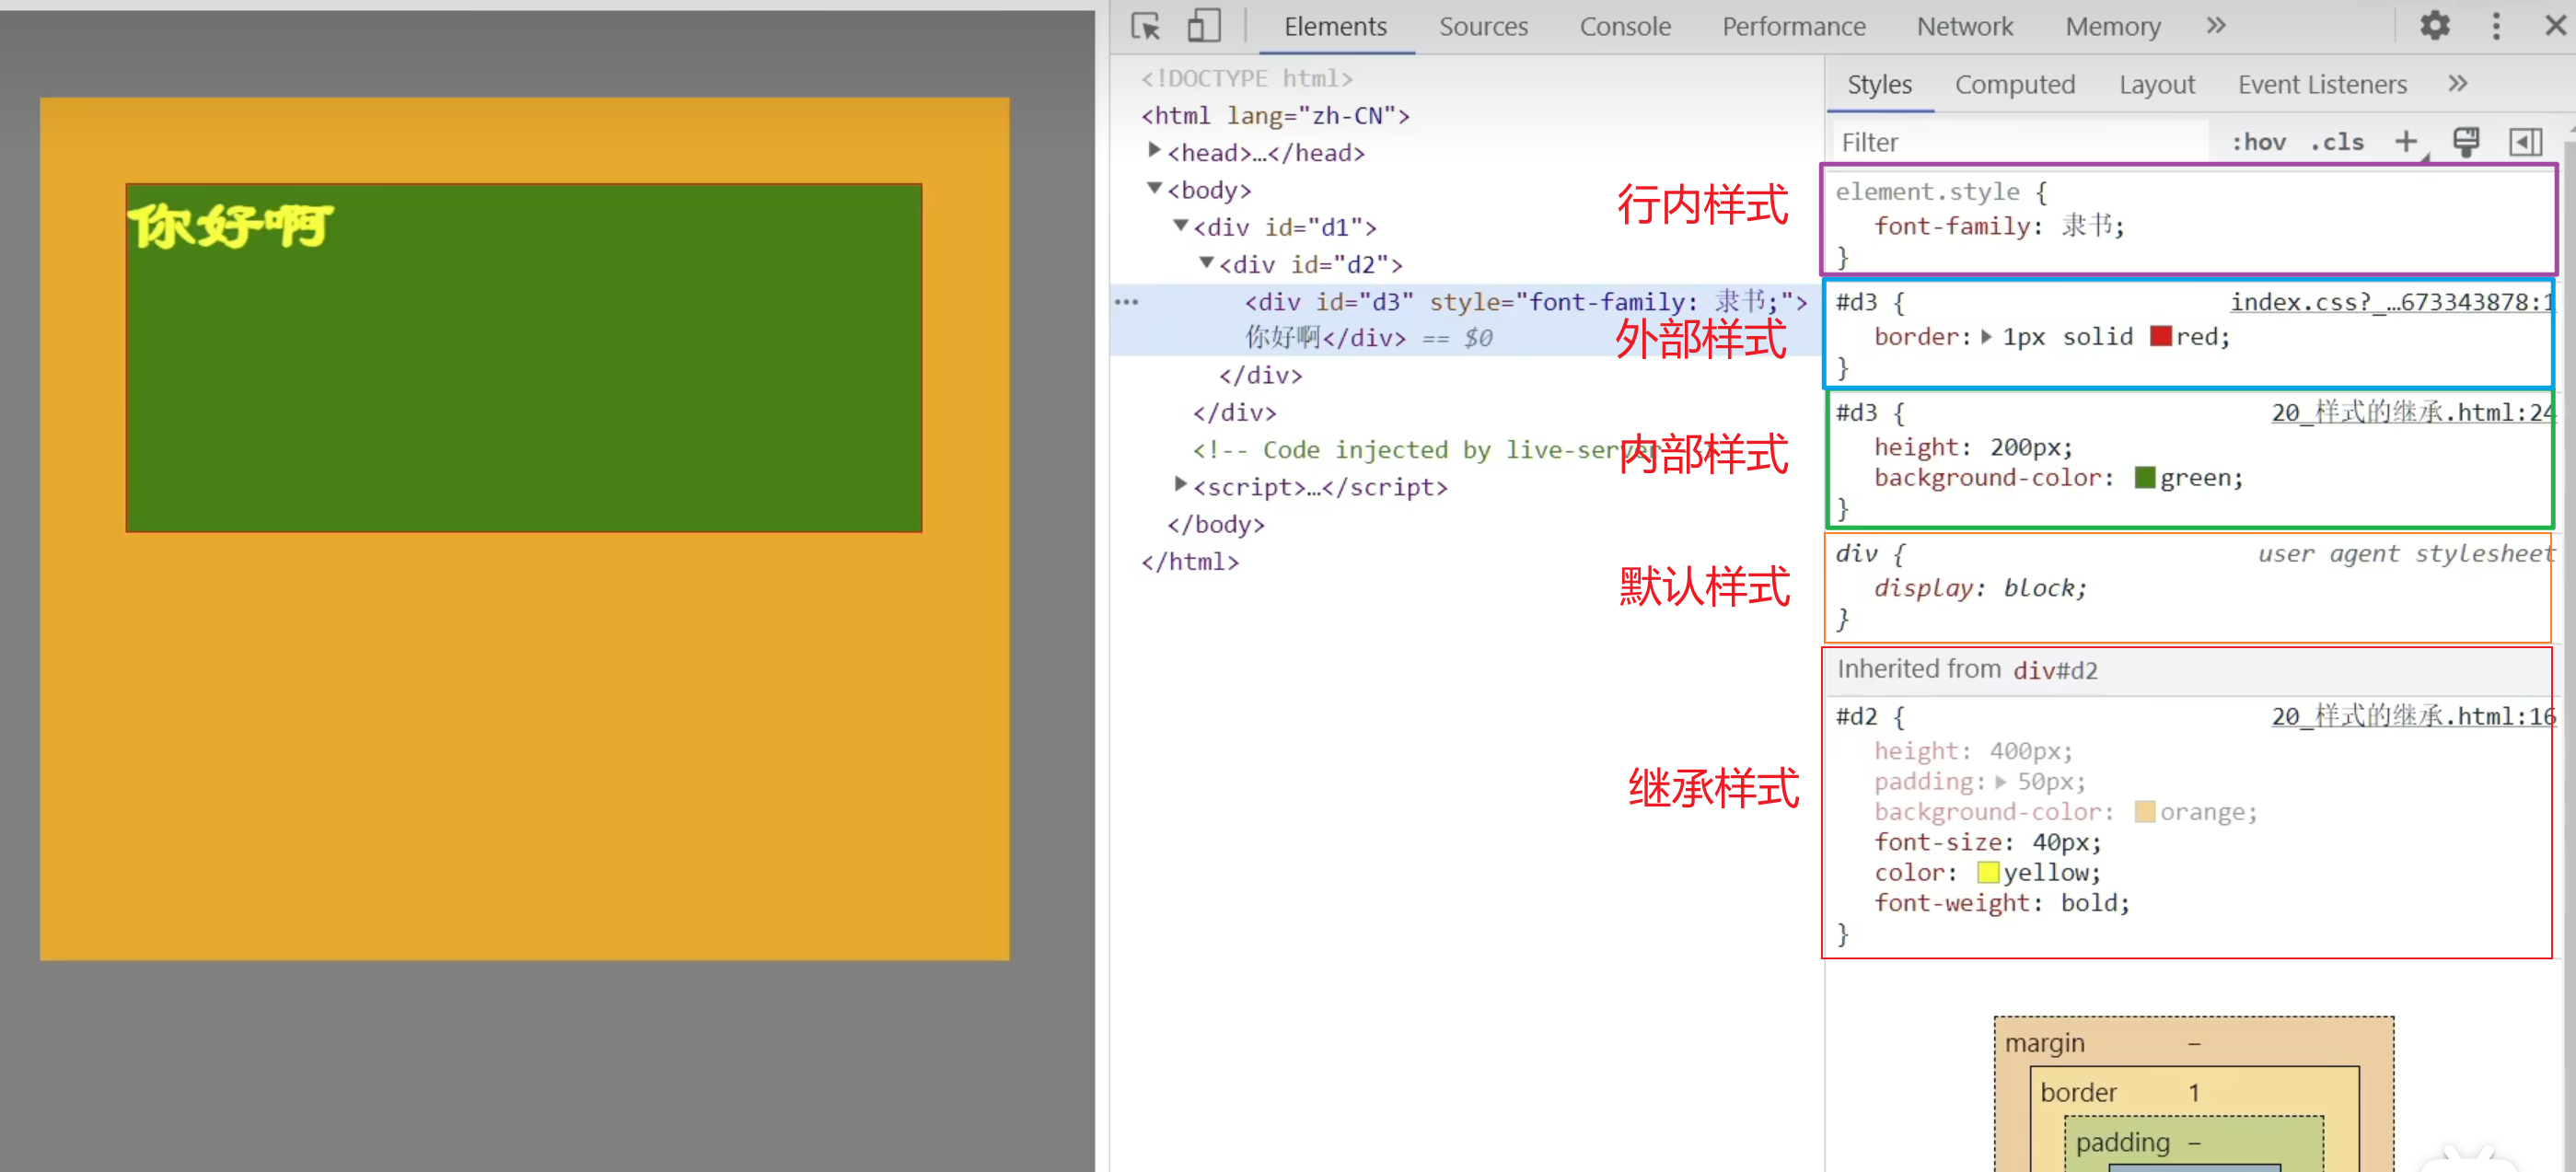 你好啊
Elements Sources Console Performance Network Memory »
<!DOCTYPE html>
<html lang="zh-CN">
<head>…</head>
<body>
<div id="d1">
<div id="d2">
<div id="d3" style="font-family: 隶书;">
你好啊</div> == $0
</div>
</div>
<!-- Code injected by live-server
<script>…</script>
</body>
</html>
行内样式
外部样式
内部样式
默认样式
继承样式
Styles Computed Layout Event Listeners »
Filter :hov .cls +
element.style {
font-family: 隶书;
}
#d3 { index.css?_…673343878:1
border: 1px solid red;
}
#d3 { 20_样式的继承.html:24
height: 200px;
background-color: green;
}
div { user agent stylesheet
display: block;
}
Inherited from div#d2
#d2 { 20_样式的继承.html:16
height: 400px;
padding: 50px;
background-color: orange;
font-size: 40px;
color: yellow;
font-weight: bold;
}
margin –
border 1
padding –